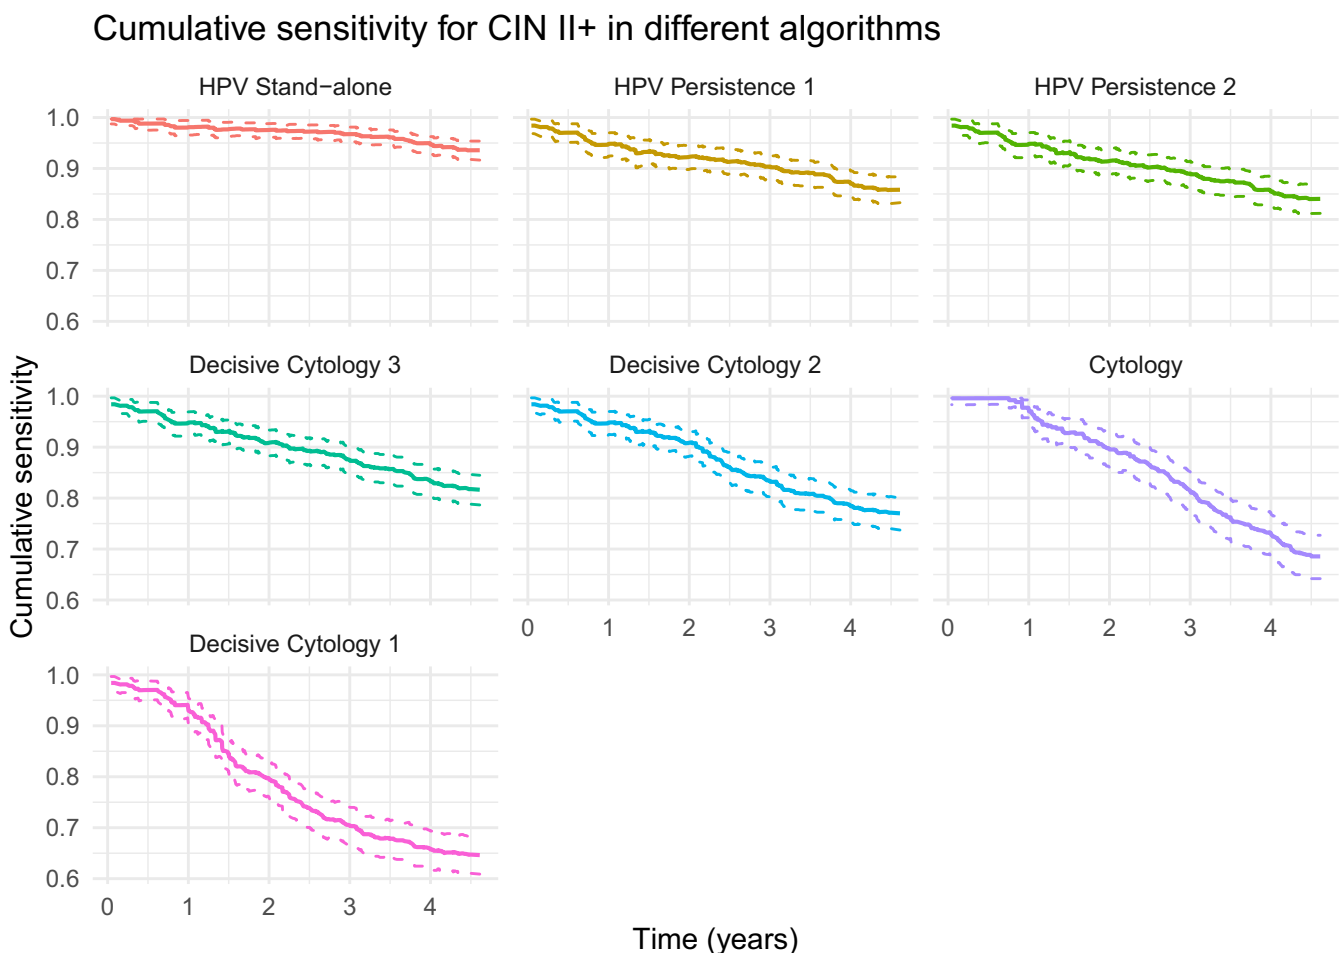 Cumulative sensitivity for CIN II+ in different algorithms
HPV Stand−alone
HPV Persistence 1
HPV Persistence 2
1.0
0.9
0.8
0.7
0.6
Decisive Cytology 3
Decisive Cytology 2
Cytology
Cumulative sensitivity
1.0
0.9
0.8
0.7
0.6
0 1 2 3 4
0 1 2 3 4
Decisive Cytology 1
1.0
0.9
0.8
0.7
0.6
0 1 2 3 4
Time (years)